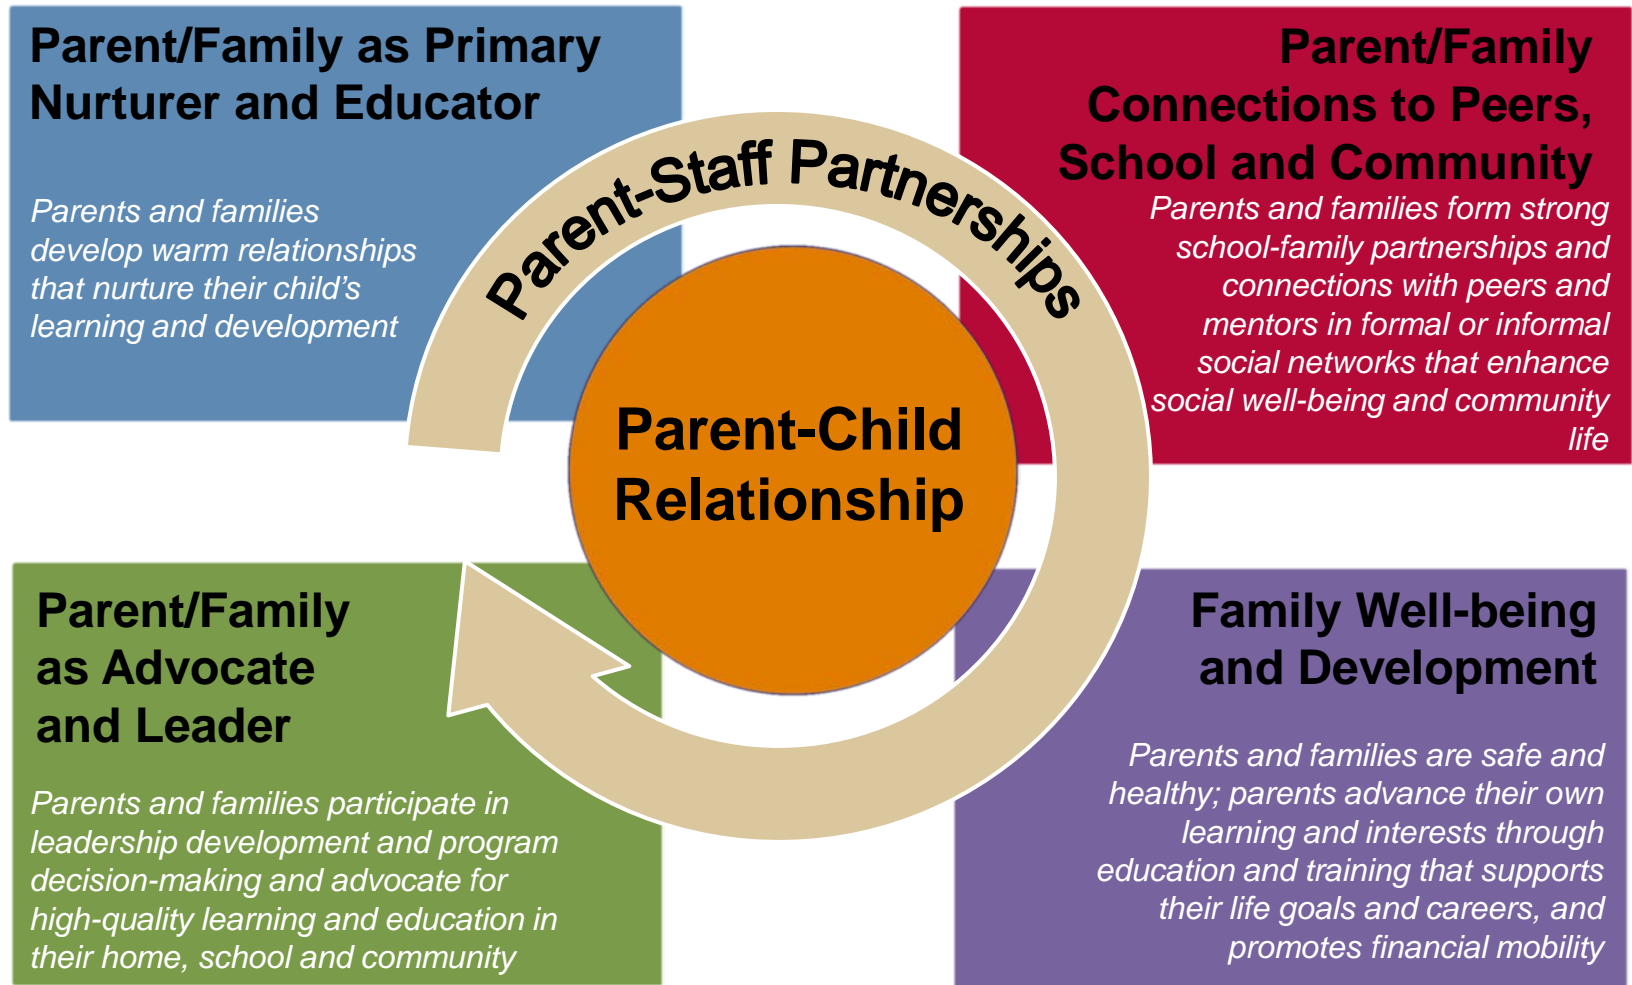 Parent/Family as Primary
Nurturer and Educator
Parents and families
develop warm relationships
that nurture their child’s
learning and development
Parent/Family
Connections to Peers,
School and Community
Parents and families form strong
school-family partnerships and
connections with peers and
mentors in formal or informal
social networks that enhance
social well-being and community
life
Parent-Staff Partnerships
Parent-Child
Relationship
Parent/Family
as Advocate
and Leader
Parents and families participate in
leadership development and program
decision-making and advocate for
high-quality learning and education in
their home, school and community
Family Well-being
and Development
Parents and families are safe and
healthy; parents advance their own
learning and interests through
education and training that supports
their life goals and careers, and
promotes financial mobility